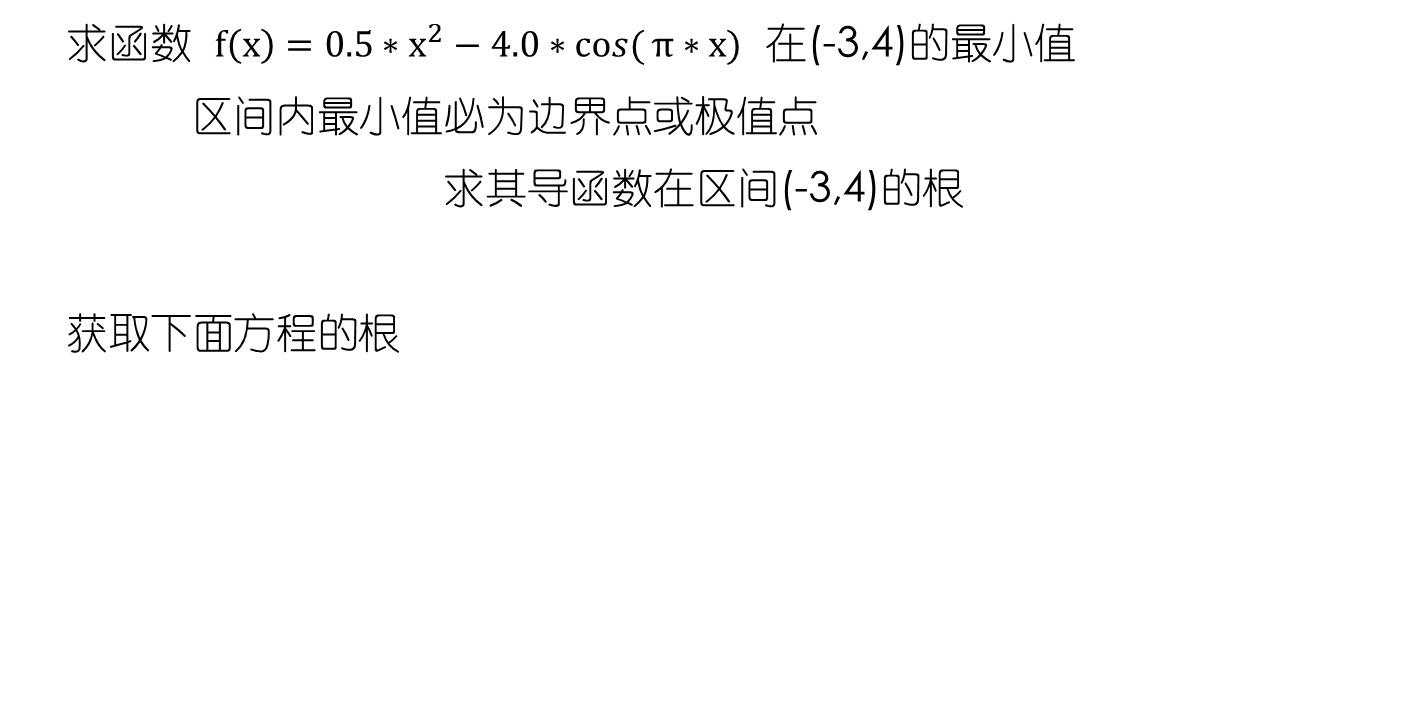 求函数 f(x) = 0.5 * x² − 4.0 * cos( π * x) 在(-3,4)的最小值
区间内最小值必为边界点或极值点
求其导函数在区间(-3,4)的根
获取下面方程的根